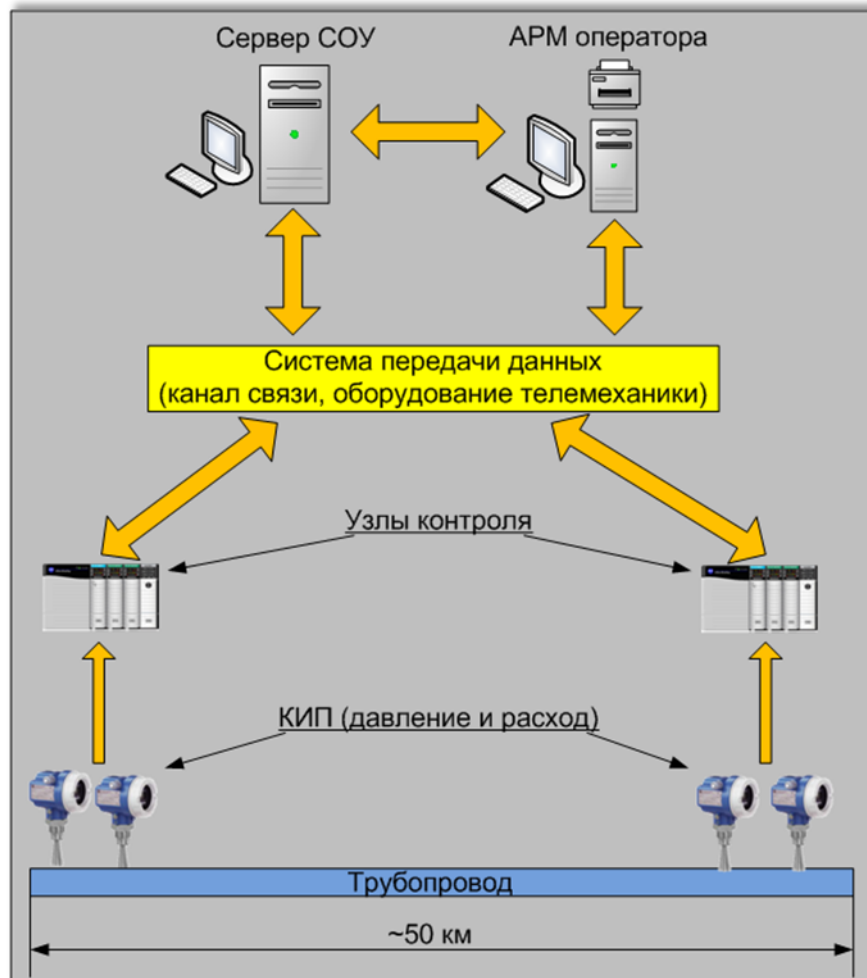 Сервер СОУ
АРМ оператора
Система передачи данных
(канал связи, оборудование телемеханики)
Узлы контроля
КИП (давление и расход)
Трубопровод
~50 км